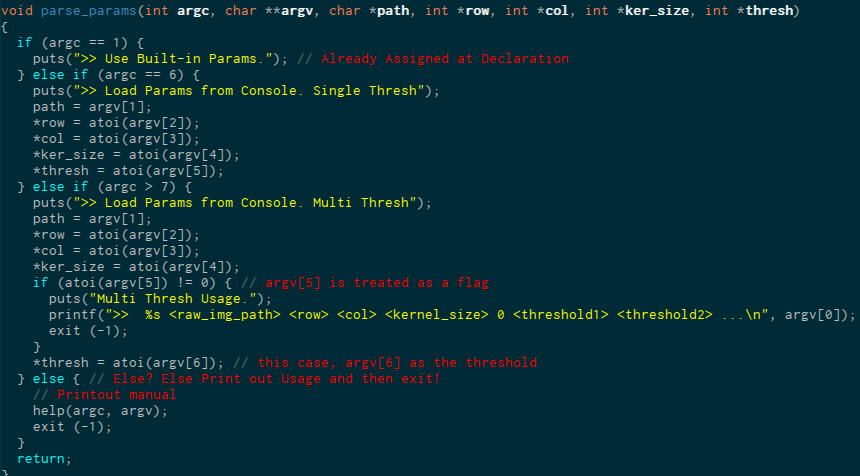 void parse_params(int argc, char **argv, char *path, int *row, int *col, int *ker_size, int *thresh)
{
  if (argc == 1) {
    puts(">> Use Built-in Params."); // Already Assigned at Declaration
  } else if (argc == 6) {
    puts(">> Load Params from Console. Single Thresh");
    path = argv[1];
    *row = atoi(argv[2]);
    *col = atoi(argv[3]);
    *ker_size = atoi(argv[4]);
    *thresh = atoi(argv[5]);
  } else if (argc > 7) {
    puts(">> Load Params from Console. Multi Thresh");
    path = argv[1];
    *row = atoi(argv[2]);
    *col = atoi(argv[3]);
    *ker_size = atoi(argv[4]);
    if (atoi(argv[5]) != 0) { // argv[5] is treated as a flag
      puts("Multi Thresh Usage.");
      printf(">>  %s <raw_img_path> <row> <col> <kernel_size> 0 <threshold1> <threshold2> ...\n", argv[0]);
      exit (-1);
    }
    *thresh = atoi(argv[6]); // this case, argv[6] as the threshold
  } else { // Else? Else Print out Usage and then exit!
    // Printout manual
    help(argc, argv);
    exit (-1);
  }
  return;
}